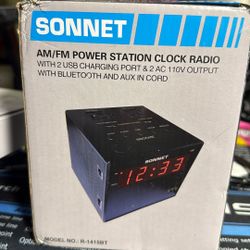 SONNET
AM/FM POWER STATION CLOCK RADIO
WITH 2 USB CHARGING PORT & 2 AC 110V OUTPUT
WITH BLUETOOTH AND AUX IN CORD
SONNET
12:33
MODEL NO.: R-1415BT